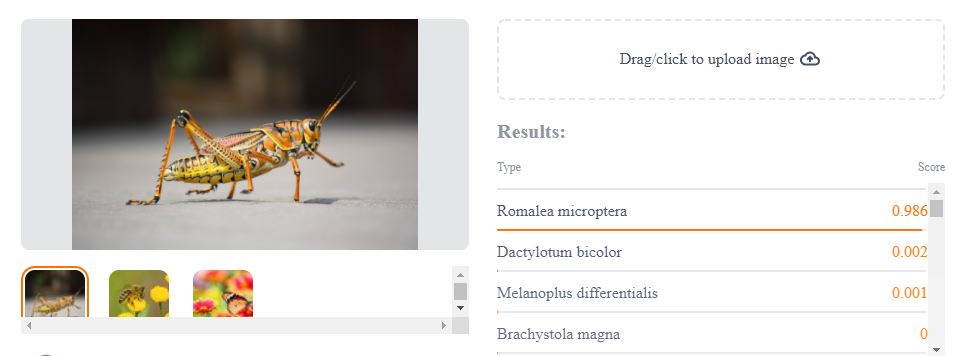 Drag/click to upload image
Results:
Type Score
Romalea microptera 0.986
Dactylotum bicolor 0.002
Melanoplus differentialis 0.001
Brachystola magna 0